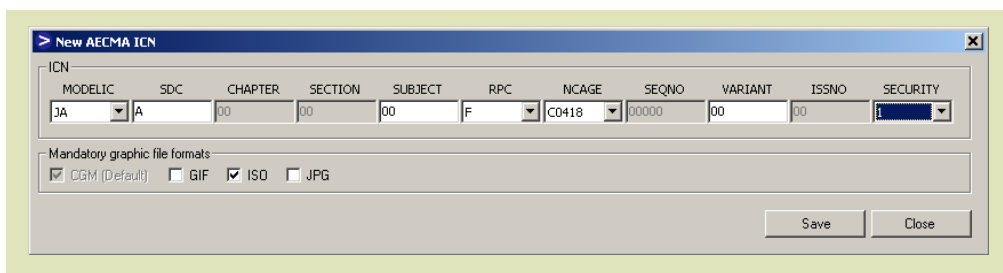 > New AECMA ICN
ICN
MODELIC SDC CHAPTER SECTION SUBJECT RPC NCAGE SEQNO VARIANT ISSNO SECURITY
JA A 00 00 00 F C0418 00000 00 00 1
Mandatory graphic file formats
CGM (Default) GIF ISO JPG
Save Close